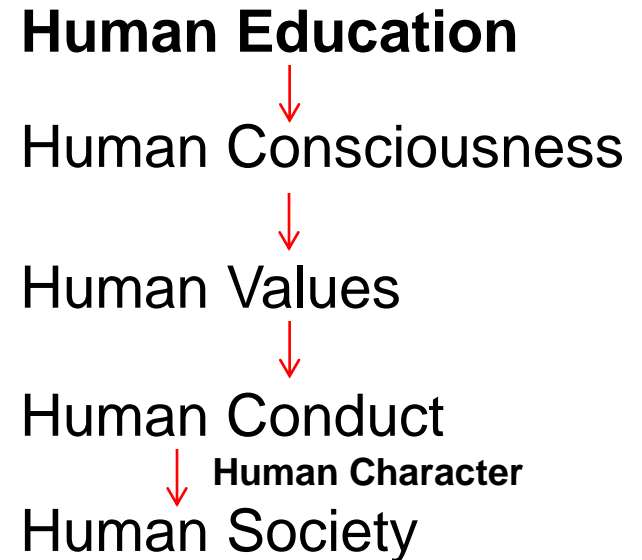 Human Education
Human Consciousness
Human Values
Human Conduct
Human Character
Human Society